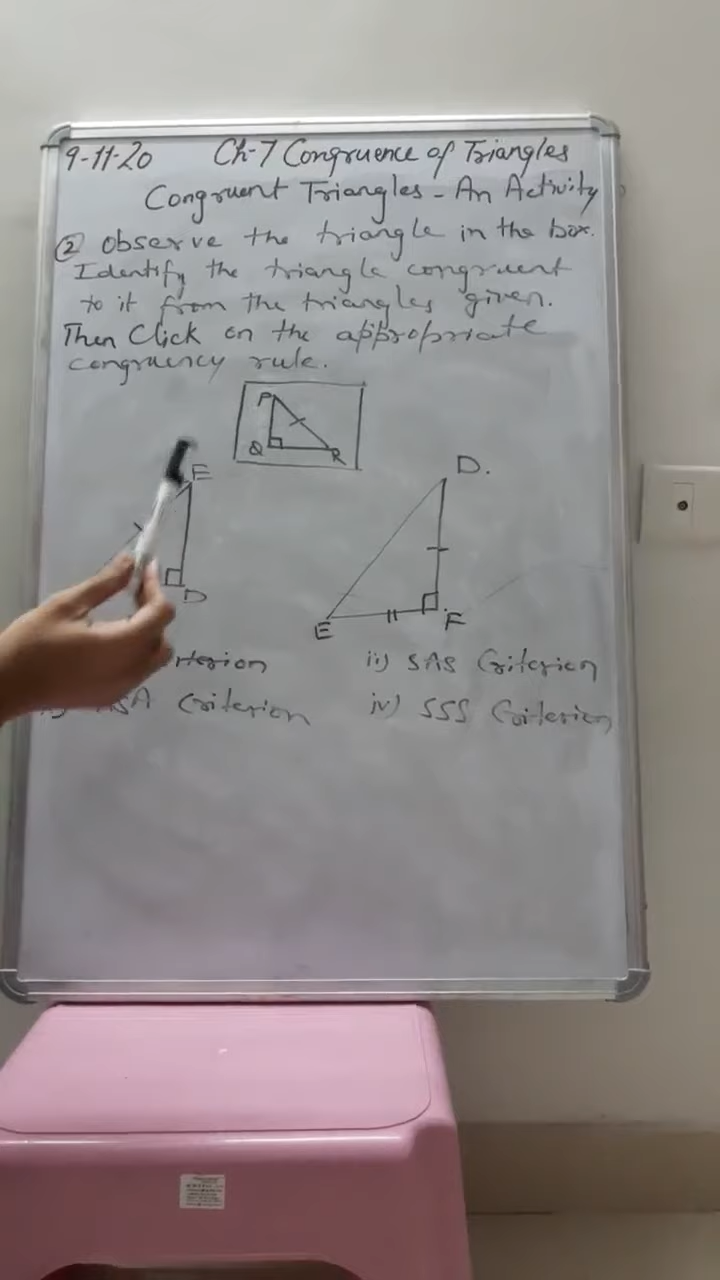 9-11-20 Ch-7 Congruence of Triangles
Congruent Triangles - An Activity
② Observe the triangle in the box.
Identify the triangle congruent
to it from the triangles given.
Then Click on the appropriate
congruency rule.
P
Q R
E D.
D
E F
iii) SAS Criterion
Criterion iv) SSS Criterion